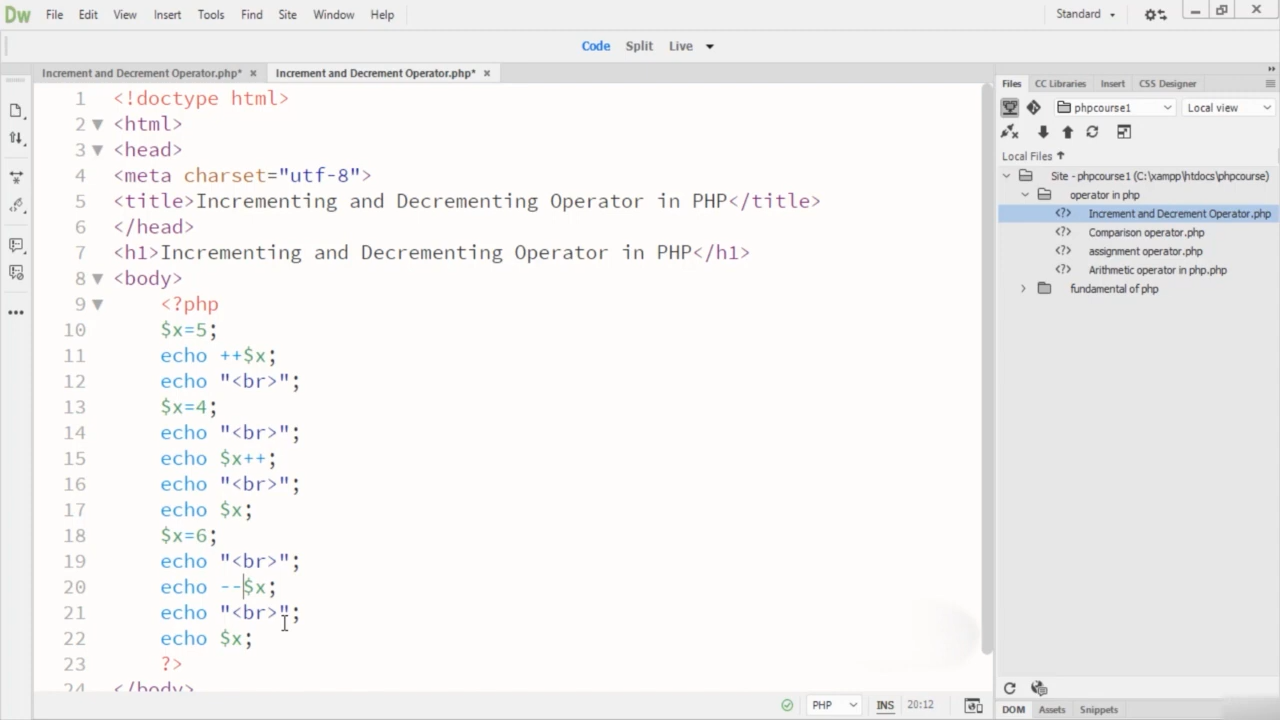 Dw File Edit View Insert Tools Find Site Window Help Standard
Code Split Live
Increment and Decrement Operator.php* Increment and Decrement Operator.php*
1 <!doctype html>
2 <html>
3 <head>
4 <meta charset="utf-8">
5 <title>Incrementing and Decrementing Operator in PHP</title>
6 </head>
7 <h1>Incrementing and Decrementing Operator in PHP</h1>
8 <body>
9 <?php
10 $x=5;
11 echo ++$x;
12 echo "<br>";
13 $x=4;
14 echo "<br>";
15 echo $x++;
16 echo "<br>";
17 echo $x;
18 $x=6;
19 echo "<br>";
20 echo --$x;
21 echo "<br>";
22 echo $x;
23 ?>
24 </body>
PHP INS 20:12
Files CC Libraries Insert CSS Designer
phpcourse1 Local view
Local Files
Site - phpcourse1 (C:\xampp\htdocs\phpcourse)
operator in php
<?> Increment and Decrement Operator.php
<?> Comparison operator.php
<?> assignment operator.php
<?> Arithmetic operator in php.php
fundamental of php
DOM Assets Snippets